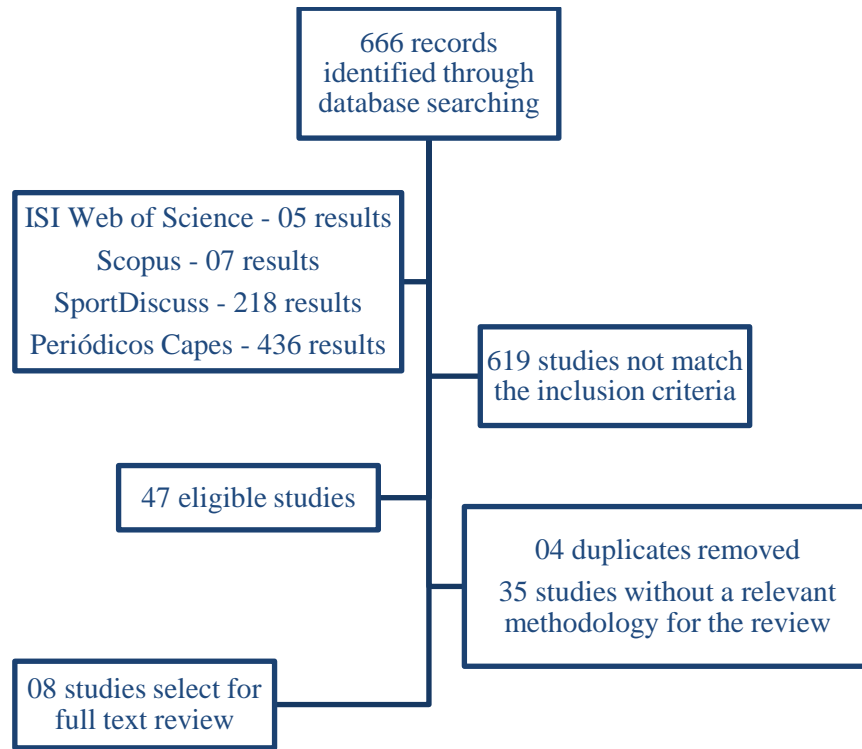 666 records
identified through
database searching
ISI Web of Science - 05 results
Scopus - 07 results
SportDiscuss - 218 results
Periódicos Capes - 436 results
619 studies not match
the inclusion criteria
47 eligible studies
04 duplicates removed
35 studies without a relevant
methodology for the review
08 studies select for
full text review